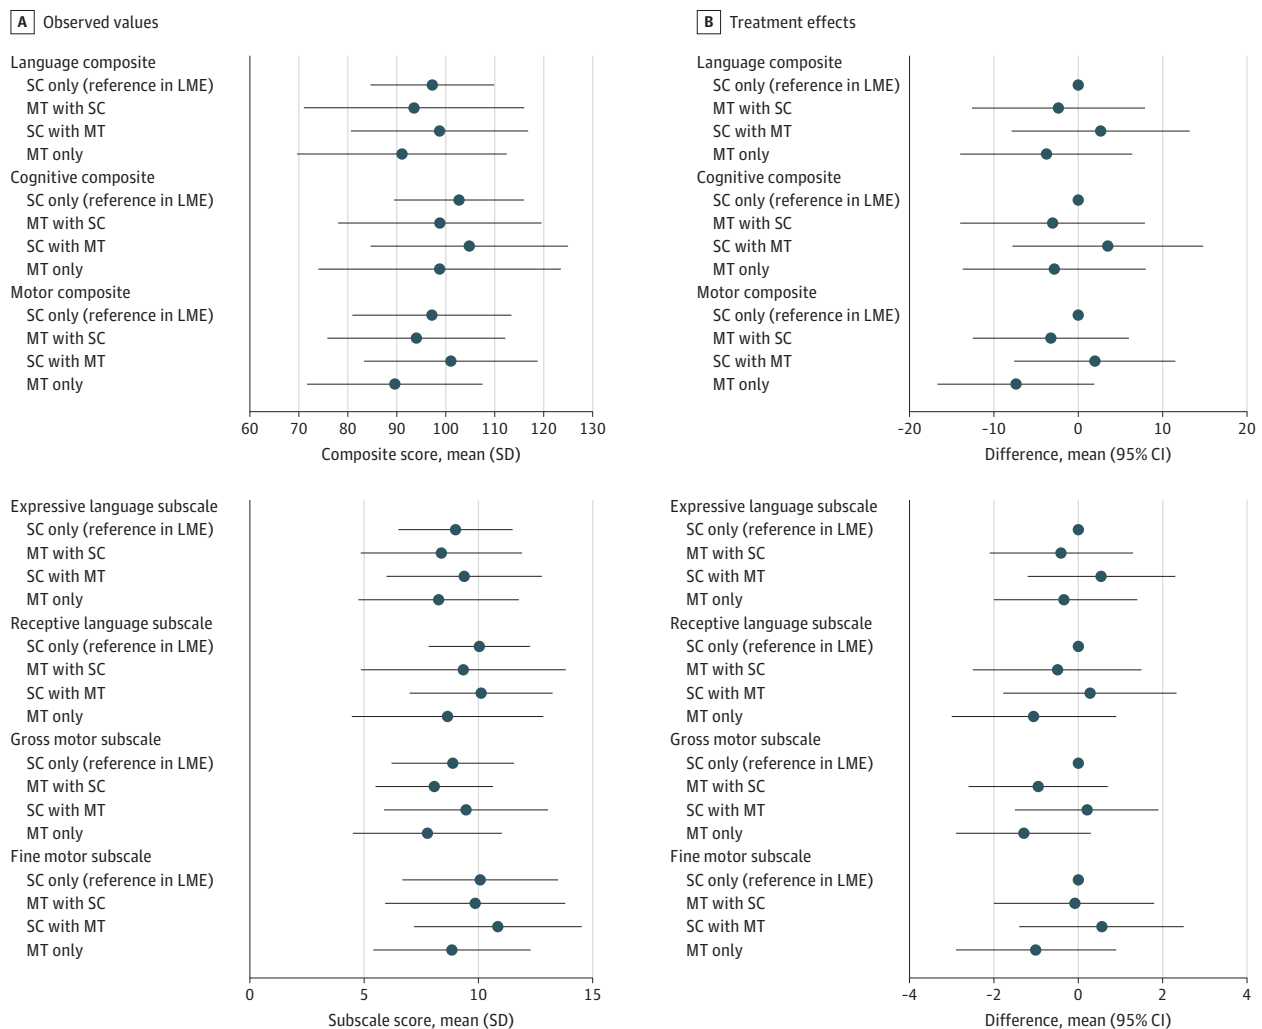 A Observed values
Language composite
SC only (reference in LME)
MT with SC
SC with MT
MT only
Cognitive composite
SC only (reference in LME)
MT with SC
SC with MT
MT only
Motor composite
SC only (reference in LME)
MT with SC
SC with MT
MT only
60 70 80 90 100 110 120 130
Composite score, mean (SD)
Expressive language subscale
SC only (reference in LME)
MT with SC
SC with MT
MT only
Receptive language subscale
SC only (reference in LME)
MT with SC
SC with MT
MT only
Gross motor subscale
SC only (reference in LME)
MT with SC
SC with MT
MT only
Fine motor subscale
SC only (reference in LME)
MT with SC
SC with MT
MT only
0 5 10 15
Subscale score, mean (SD)
B Treatment effects
Language composite
SC only (reference in LME)
MT with SC
SC with MT
MT only
Cognitive composite
SC only (reference in LME)
MT with SC
SC with MT
MT only
Motor composite
SC only (reference in LME)
MT with SC
SC with MT
MT only
-20 -10 0 10 20
Difference, mean (95% CI)
Expressive language subscale
SC only (reference in LME)
MT with SC
SC with MT
MT only
Receptive language subscale
SC only (reference in LME)
MT with SC
SC with MT
MT only
Gross motor subscale
SC only (reference in LME)
MT with SC
SC with MT
MT only
Fine motor subscale
SC only (reference in LME)
MT with SC
SC with MT
MT only
-4 -2 0 2 4
Difference, mean (95% CI)